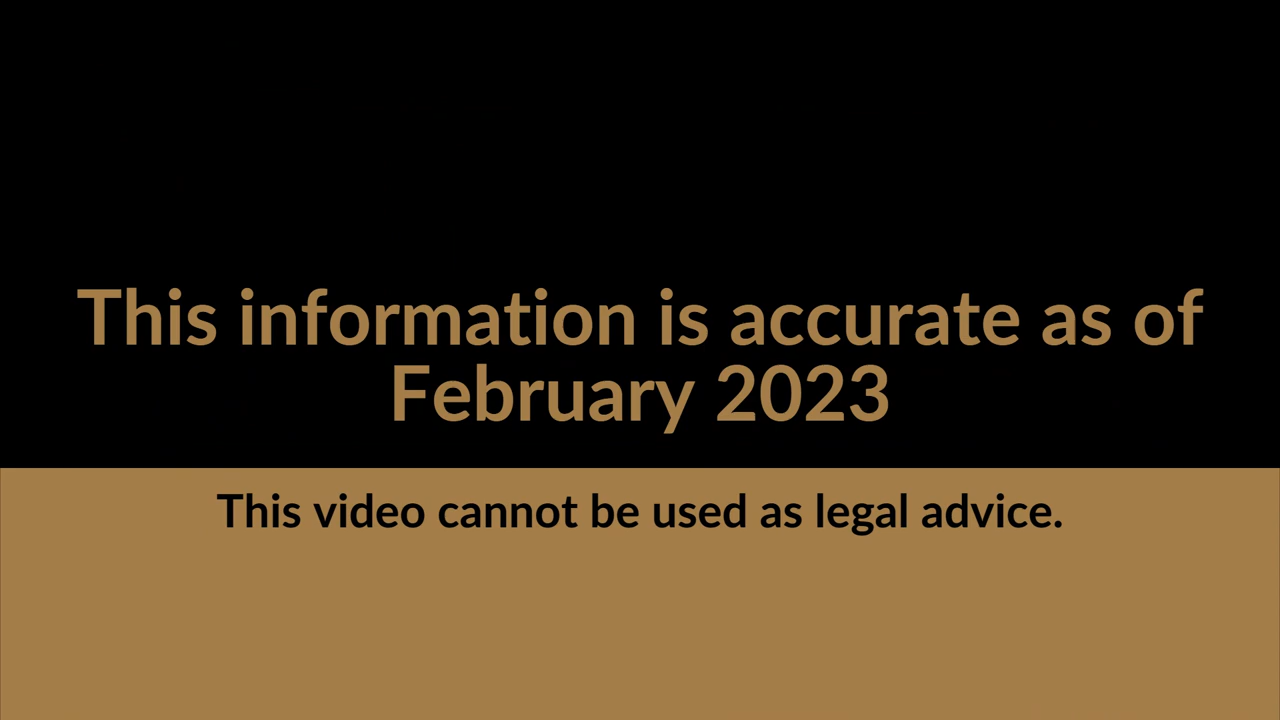 This information is accurate as of
February 2023
This video cannot be used as legal advice.